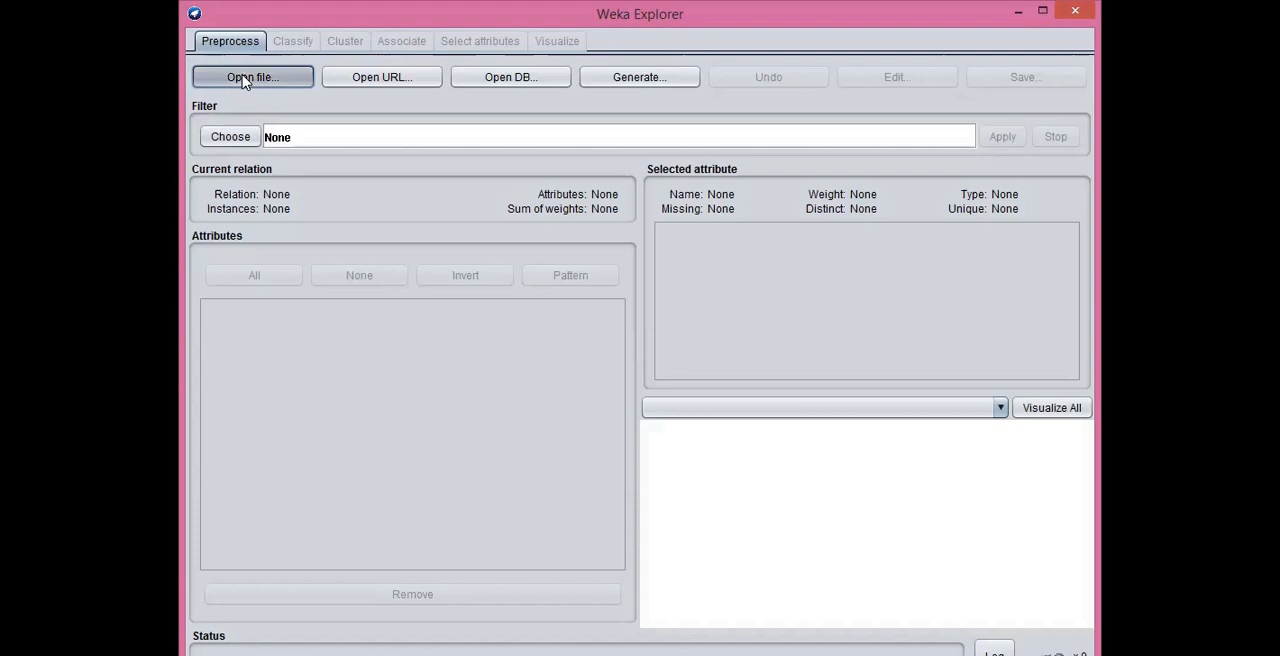 Weka Explorer
Preprocess Classify Cluster Associate Select attributes Visualize
Open file... Open URL... Open DB... Generate... Undo Edit... Save...
Filter
Choose None Apply Stop
Current relation
Relation: None Attributes: None
Instances: None Sum of weights: None
Selected attribute
Name: None Weight: None Type: None
Missing: None Distinct: None Unique: None
Attributes
All None Invert Pattern
Visualize All
Remove
Status
Log x 0